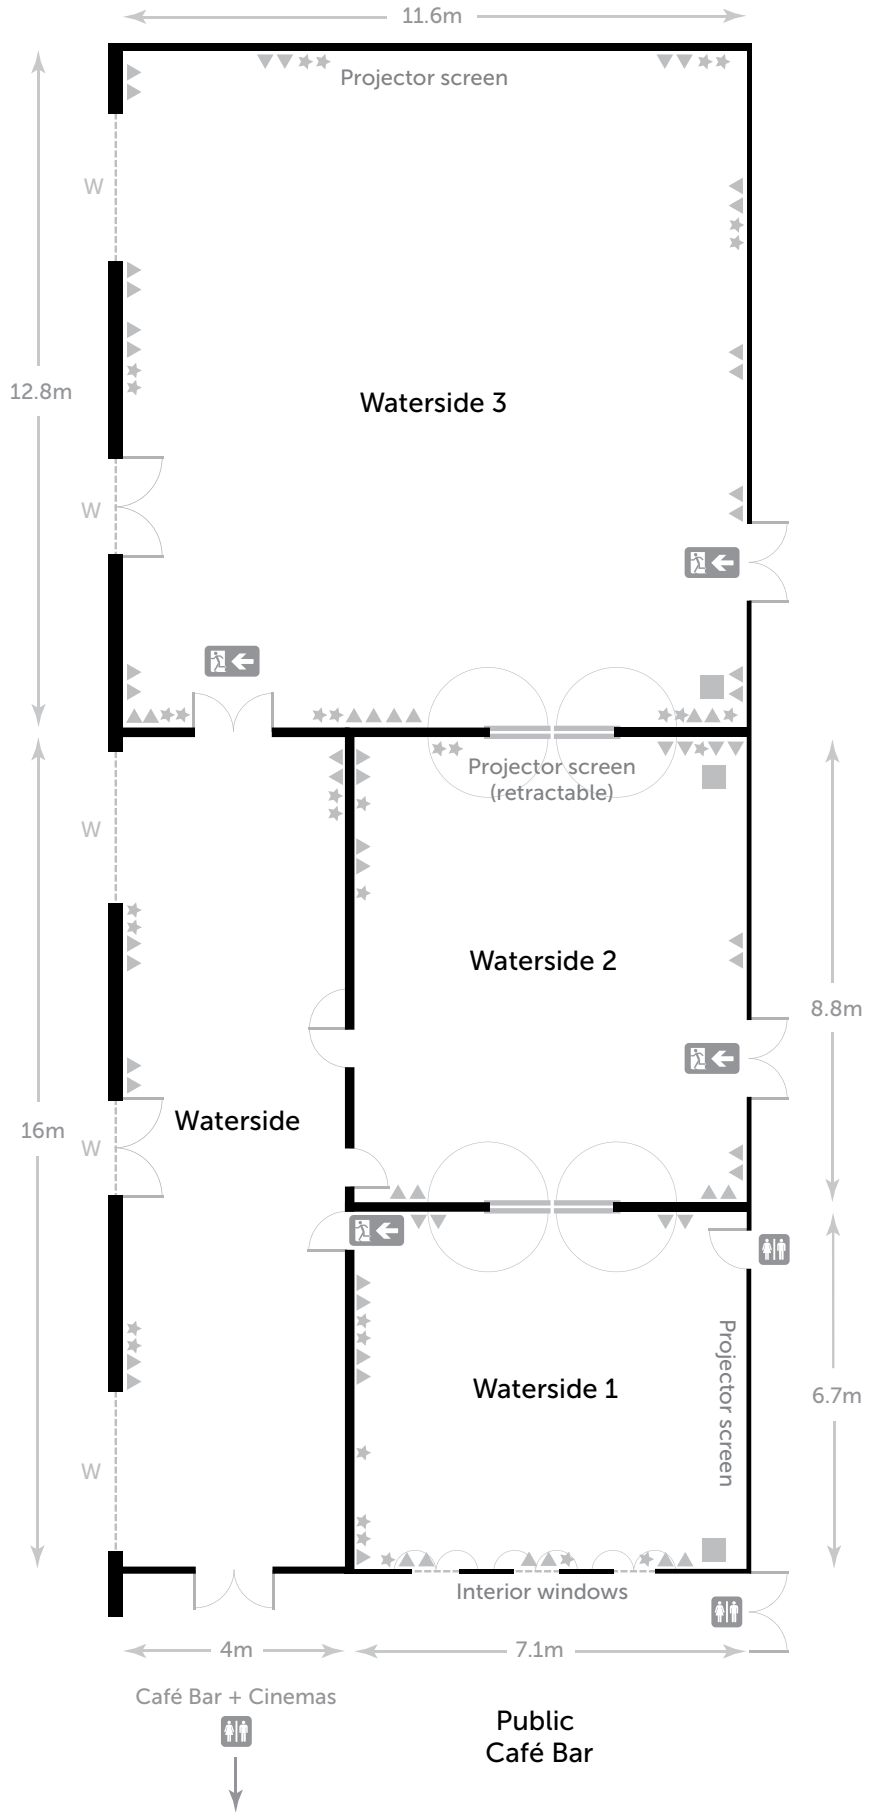 11.6m
Projector screen
W
12.8m
Waterside 3
W
Projector screen
(retractable)
W
Waterside 2
8.8m
Waterside
16m
W
Projector screen
Waterside 1
6.7m
W
Interior windows
4m
7.1m
Café Bar + Cinemas
Public
Café Bar